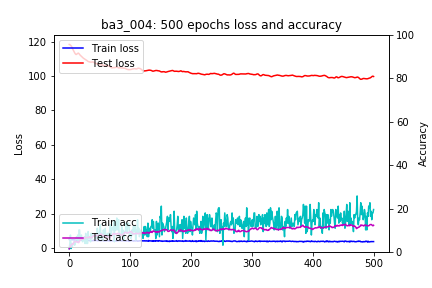 ba3_004: 500 epochs loss and accuracy
120
100
80
60
40
20
0
Loss
100
80
60
40
20
0
Accuracy
0
100
200
300
400
500
Train loss
Test loss
Train acc
Test acc